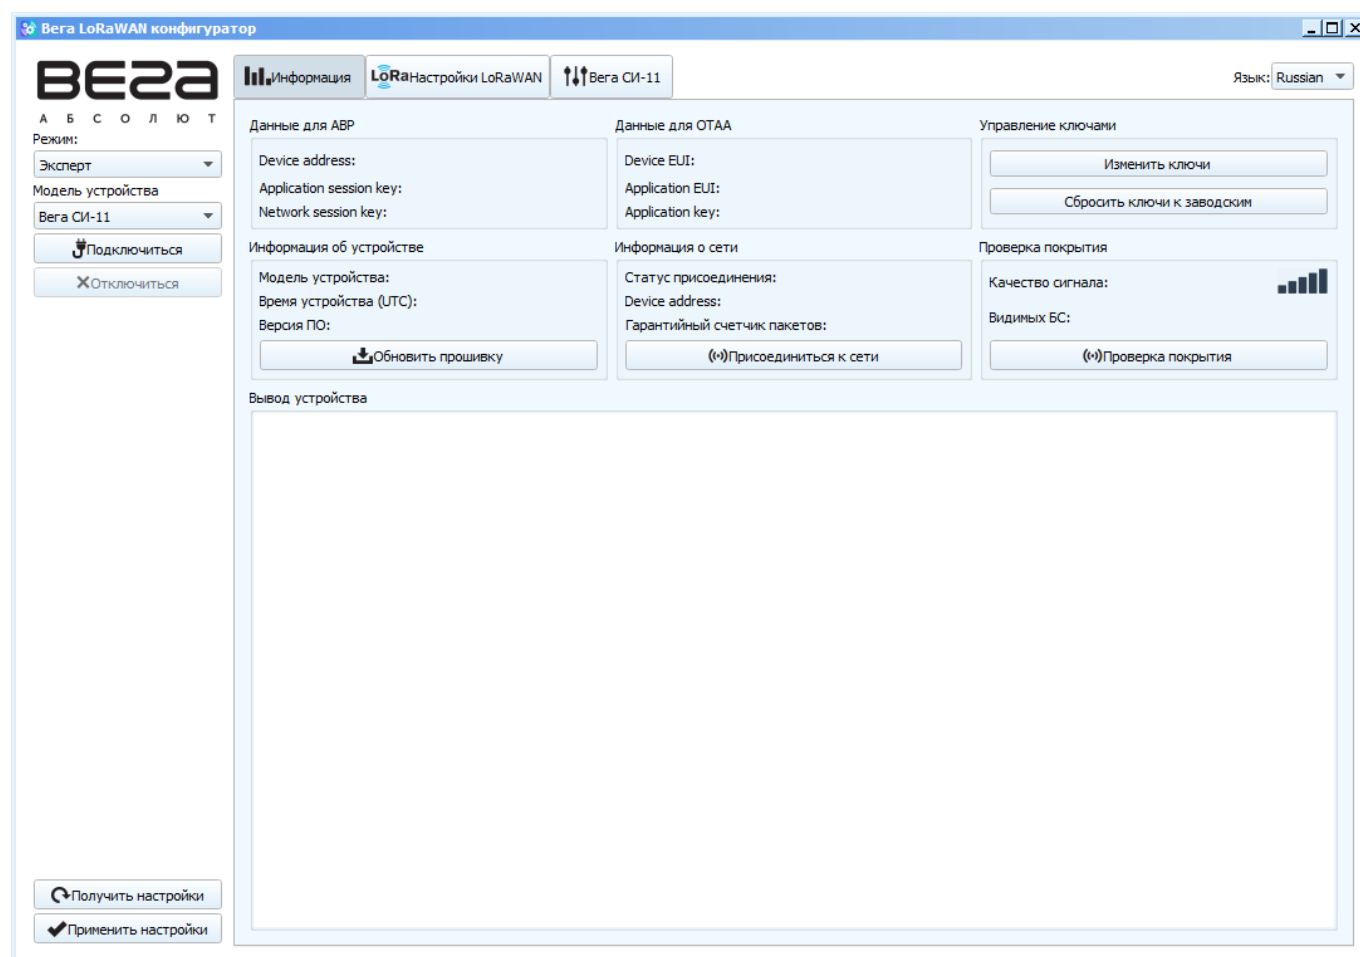 Вега LoRaWAN конфигуратор
ВЕГА
АБСОЛЮТ
Режим:
Эксперт
Модель устройства
Вега СИ-11
Подключиться
Отключиться
Получить настройки
Применить настройки
Информация
LoRa Настройки LoRaWAN
Вега СИ-11
Язык: Russian
Данные для ABP
Device address:
Application session key:
Network session key:
Данные для OTAA
Device EUI:
Application EUI:
Application key:
Управление ключами
Изменить ключи
Сбросить ключи к заводским
Информация об устройстве
Модель устройства:
Время устройства (UTC):
Версия ПО:
Обновить прошивку
Информация о сети
Статус присоединения:
Device address:
Гарантийный счетчик пакетов:
Присоединиться к сети
Проверка покрытия
Качество сигнала:
Видимых БС:
Проверка покрытия
Вывод устройства